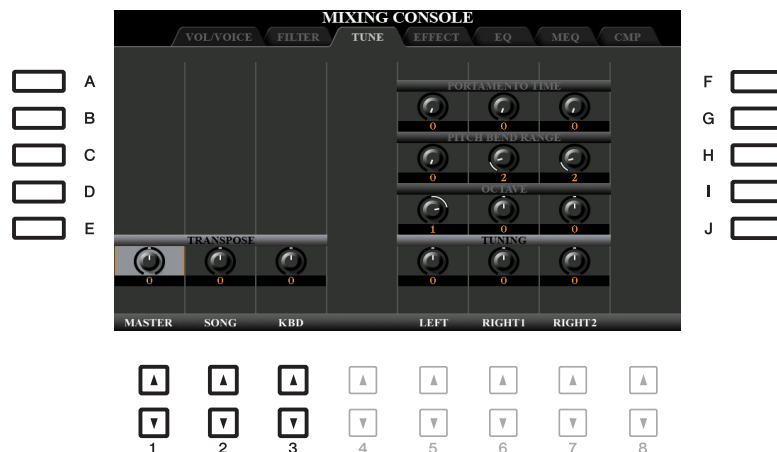 MIXING CONSOLE
VOL/VOICE FILTER TUNE EFFECT EQ MEQ CMP
A F
PORTAMENTO TIME
B G
0 0 0
PITCH BEND RANGE
C H
0 2 2
D I
OCTAVE
1 0 0
E J
TRANSPOSE TUNING
0 0 0 0 0 0
MASTER SONG KBD LEFT RIGHT1 RIGHT2
1 2 3 4 5 6 7 8